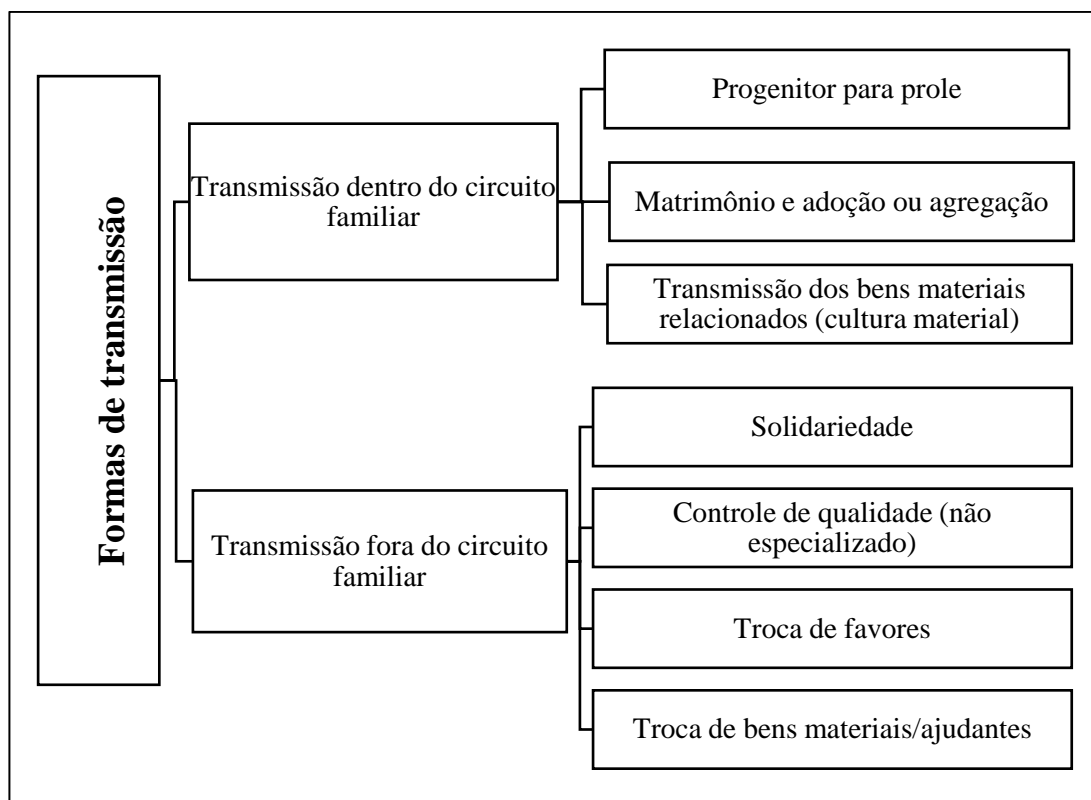 Formas de transmissão
Transmissão dentro do circuito
familiar
Progenitor para prole
Matrimônio e adoção ou agregação
Transmissão dos bens materiais
relacionados (cultura material)
Transmissão fora do circuito
familiar
Solidariedade
Controle de qualidade (não
especializado)
Troca de favores
Troca de bens materiais/ajudantes